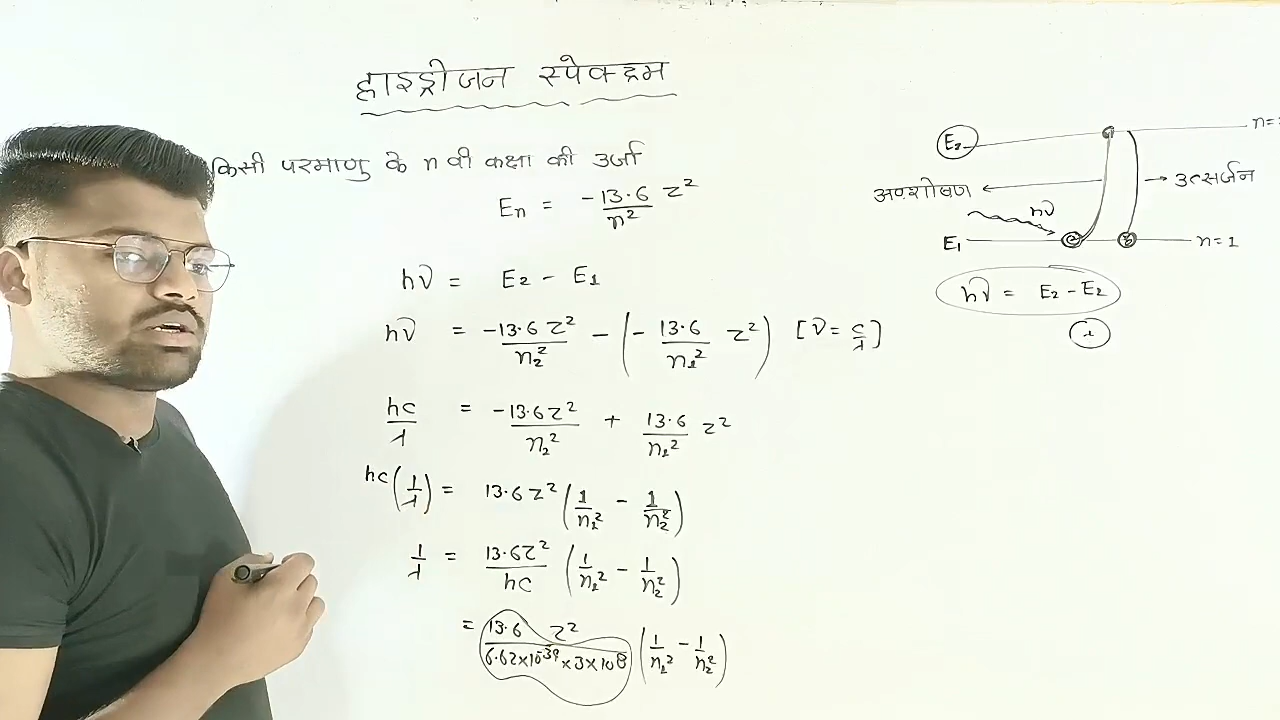 हाइड्रोजन स्पेक्ट्रम
किसी परमाणु के n वी कक्षा की उर्जा
Eₙ = -13.6 Z² / n²
hν = E₂ - E₁
hν = -13.6 Z² / n₂² - (- 13.6 / n₁² Z²) [ν = c/λ]
hc/λ = -13.6 Z² / n₂² + 13.6 / n₁² Z²
hc(1/λ) = 13.6 Z² (1/n₁² - 1/n₂²)
1/λ = 13.6 Z² / hc (1/n₁² - 1/n₂²)
= 13.6 Z² / 6.62×10⁻³⁴ × 3×10⁸ (1/n₁² - 1/n₂²)
E₂ n=
अवशोषण उत्सर्जन
hν
E₁ e e n=1
hν = E₂ - E₂